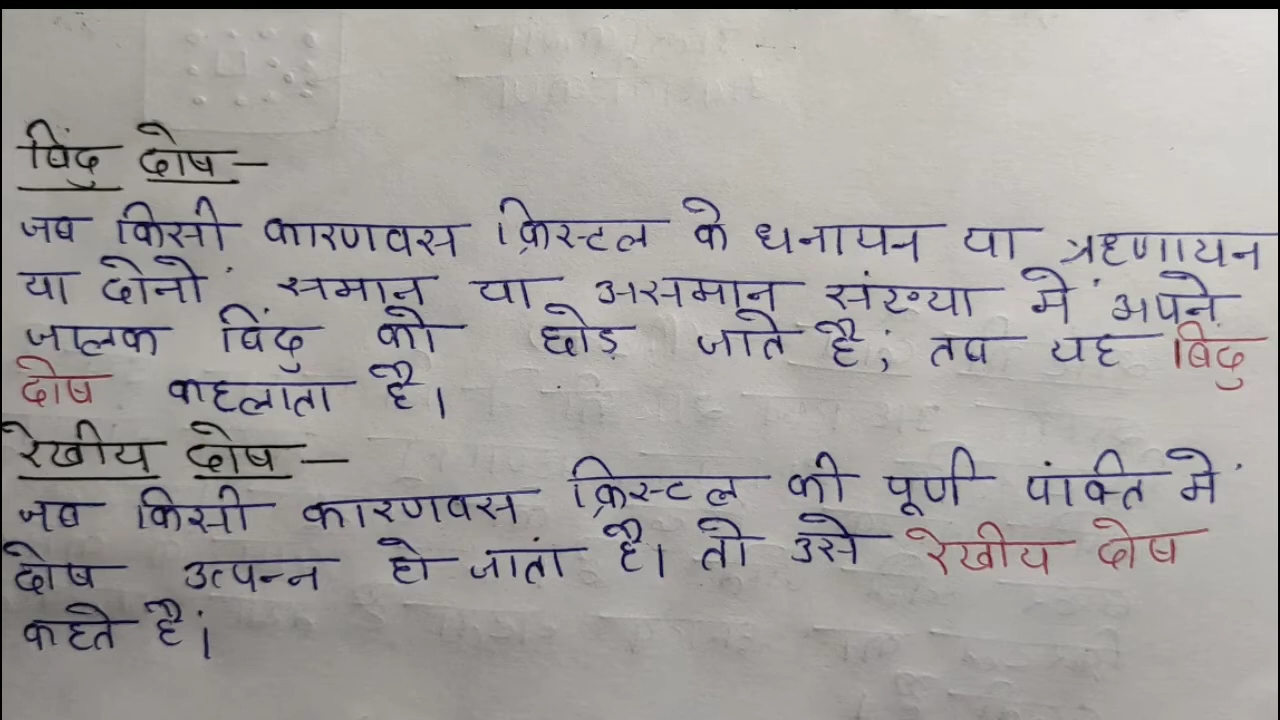 बिंदु दोष –
जब किसी कारणवस क्रिस्टल के धनायन या ऋणायन
या दोनों समान या असमान संख्या में अपने
जालक बिंदु को छोड़ जाते है, तब यह बिंदु
दोष कहलाता है।
रेखीय दोष –
जब किसी कारणवस क्रिस्टल की पूर्ण पंक्ति में
दोष उत्पन्न हो जाता है। तो उसे रेखीय दोष
कहते हैं।